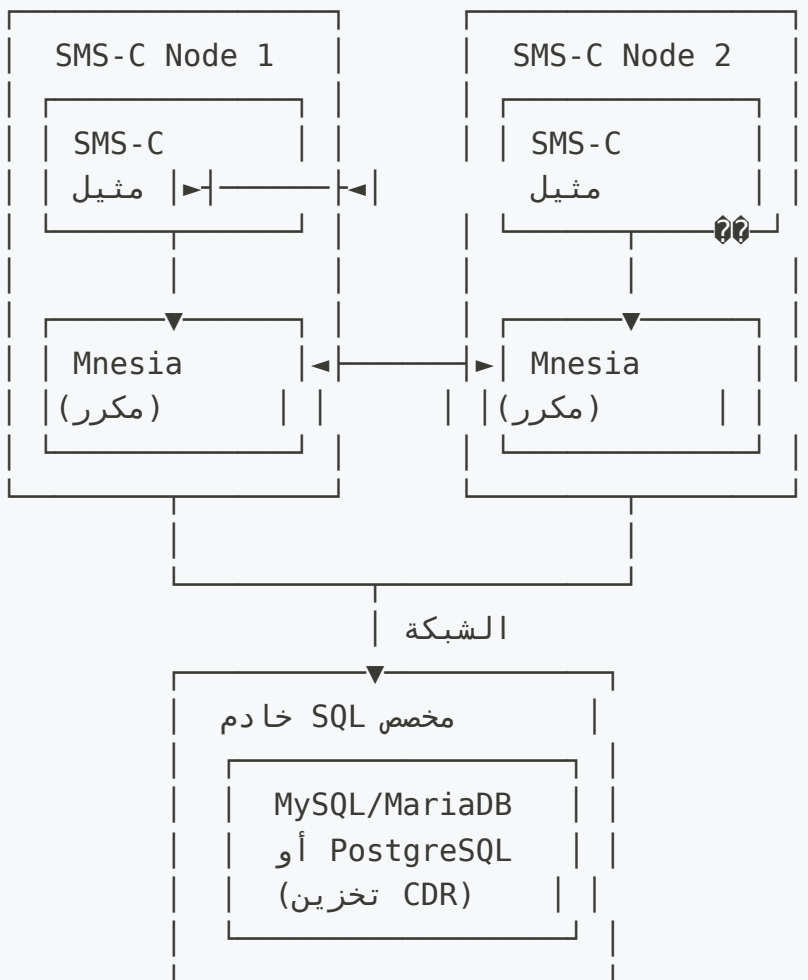 SMS-C Node 1
SMS-C
مثيل
Mnesia
(مكرر)
SMS-C Node 2
SMS-C
مثيل
��
Mnesia
(مكرر)
الشبكة
خادم SQL مخصص
MySQL/MariaDB
أو PostgreSQL
(تخزين CDR)